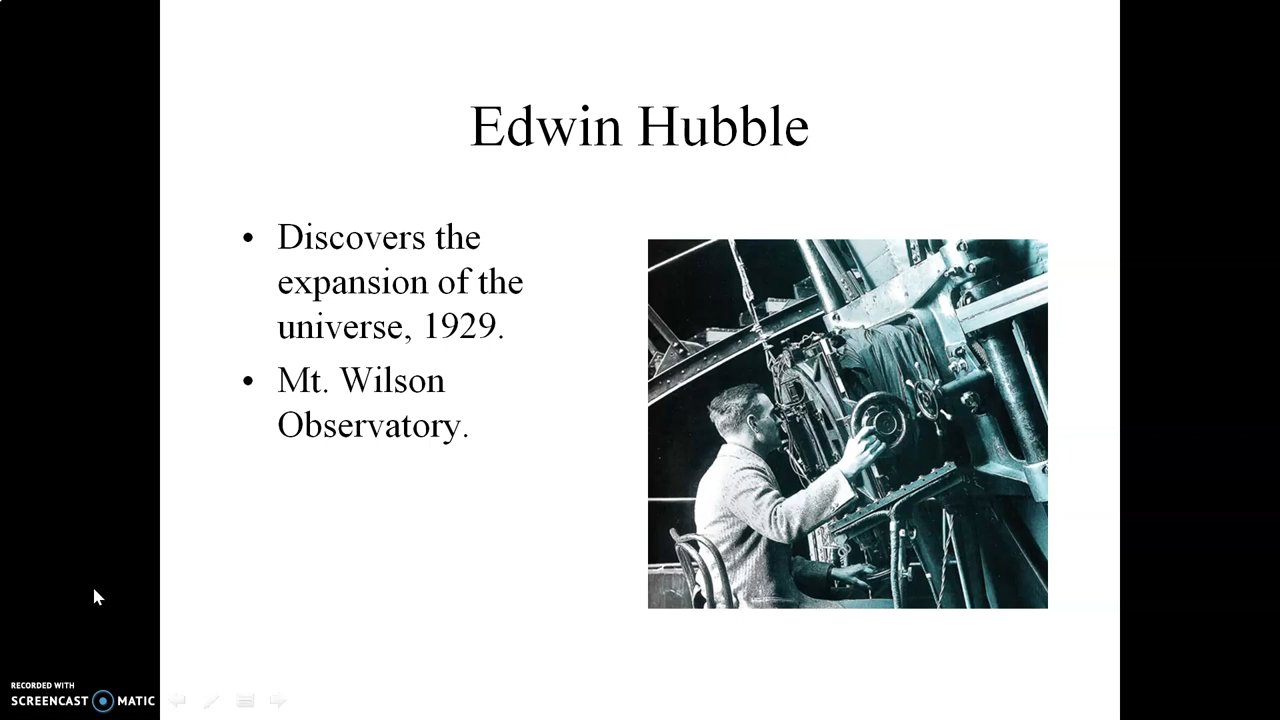 Edwin Hubble
• Discovers the
expansion of the
universe, 1929.
• Mt. Wilson
Observatory.
RECORDED WITH
SCREENCAST MATIC